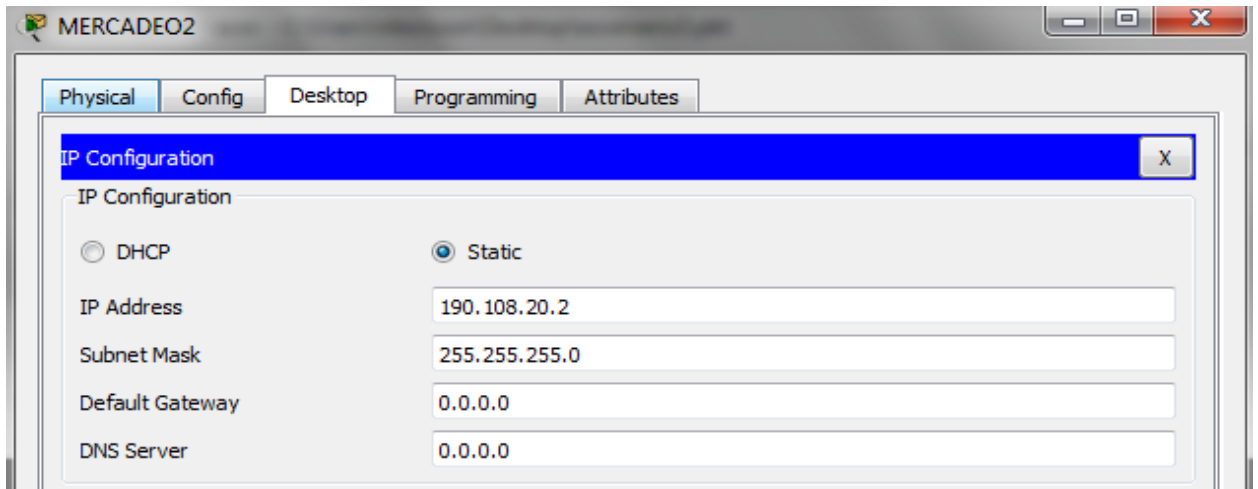 MERCADEO2
Physical Config Desktop Programming Attributes
IP Configuration X
IP Configuration
DHCP Static
IP Address 190.108.20.2
Subnet Mask 255.255.255.0
Default Gateway 0.0.0.0
DNS Server 0.0.0.0